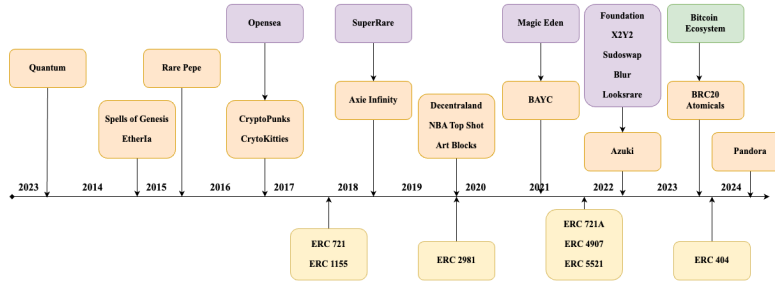 Opensea
SuperRare
Magic Eden
Foundation
X2Y2
Sudoswap
Blur
Looksrare
Bitcoin
Ecosystem
Quantum
Rare Pepe
Spells of Genesis
EtherIa
CryptoPunks
CrytoKitties
Axie Infinity
Decentraland
NBA Top Shot
Art Blocks
BAYC
Azuki
BRC20
Atomicals
Pandora
2023 2014 2015 2016 2017 2018 2019 2020 2021 2022 2023 2024
ERC 721
ERC 1155
ERC 2981
ERC 721A
ERC 4907
ERC 5521
ERC 404